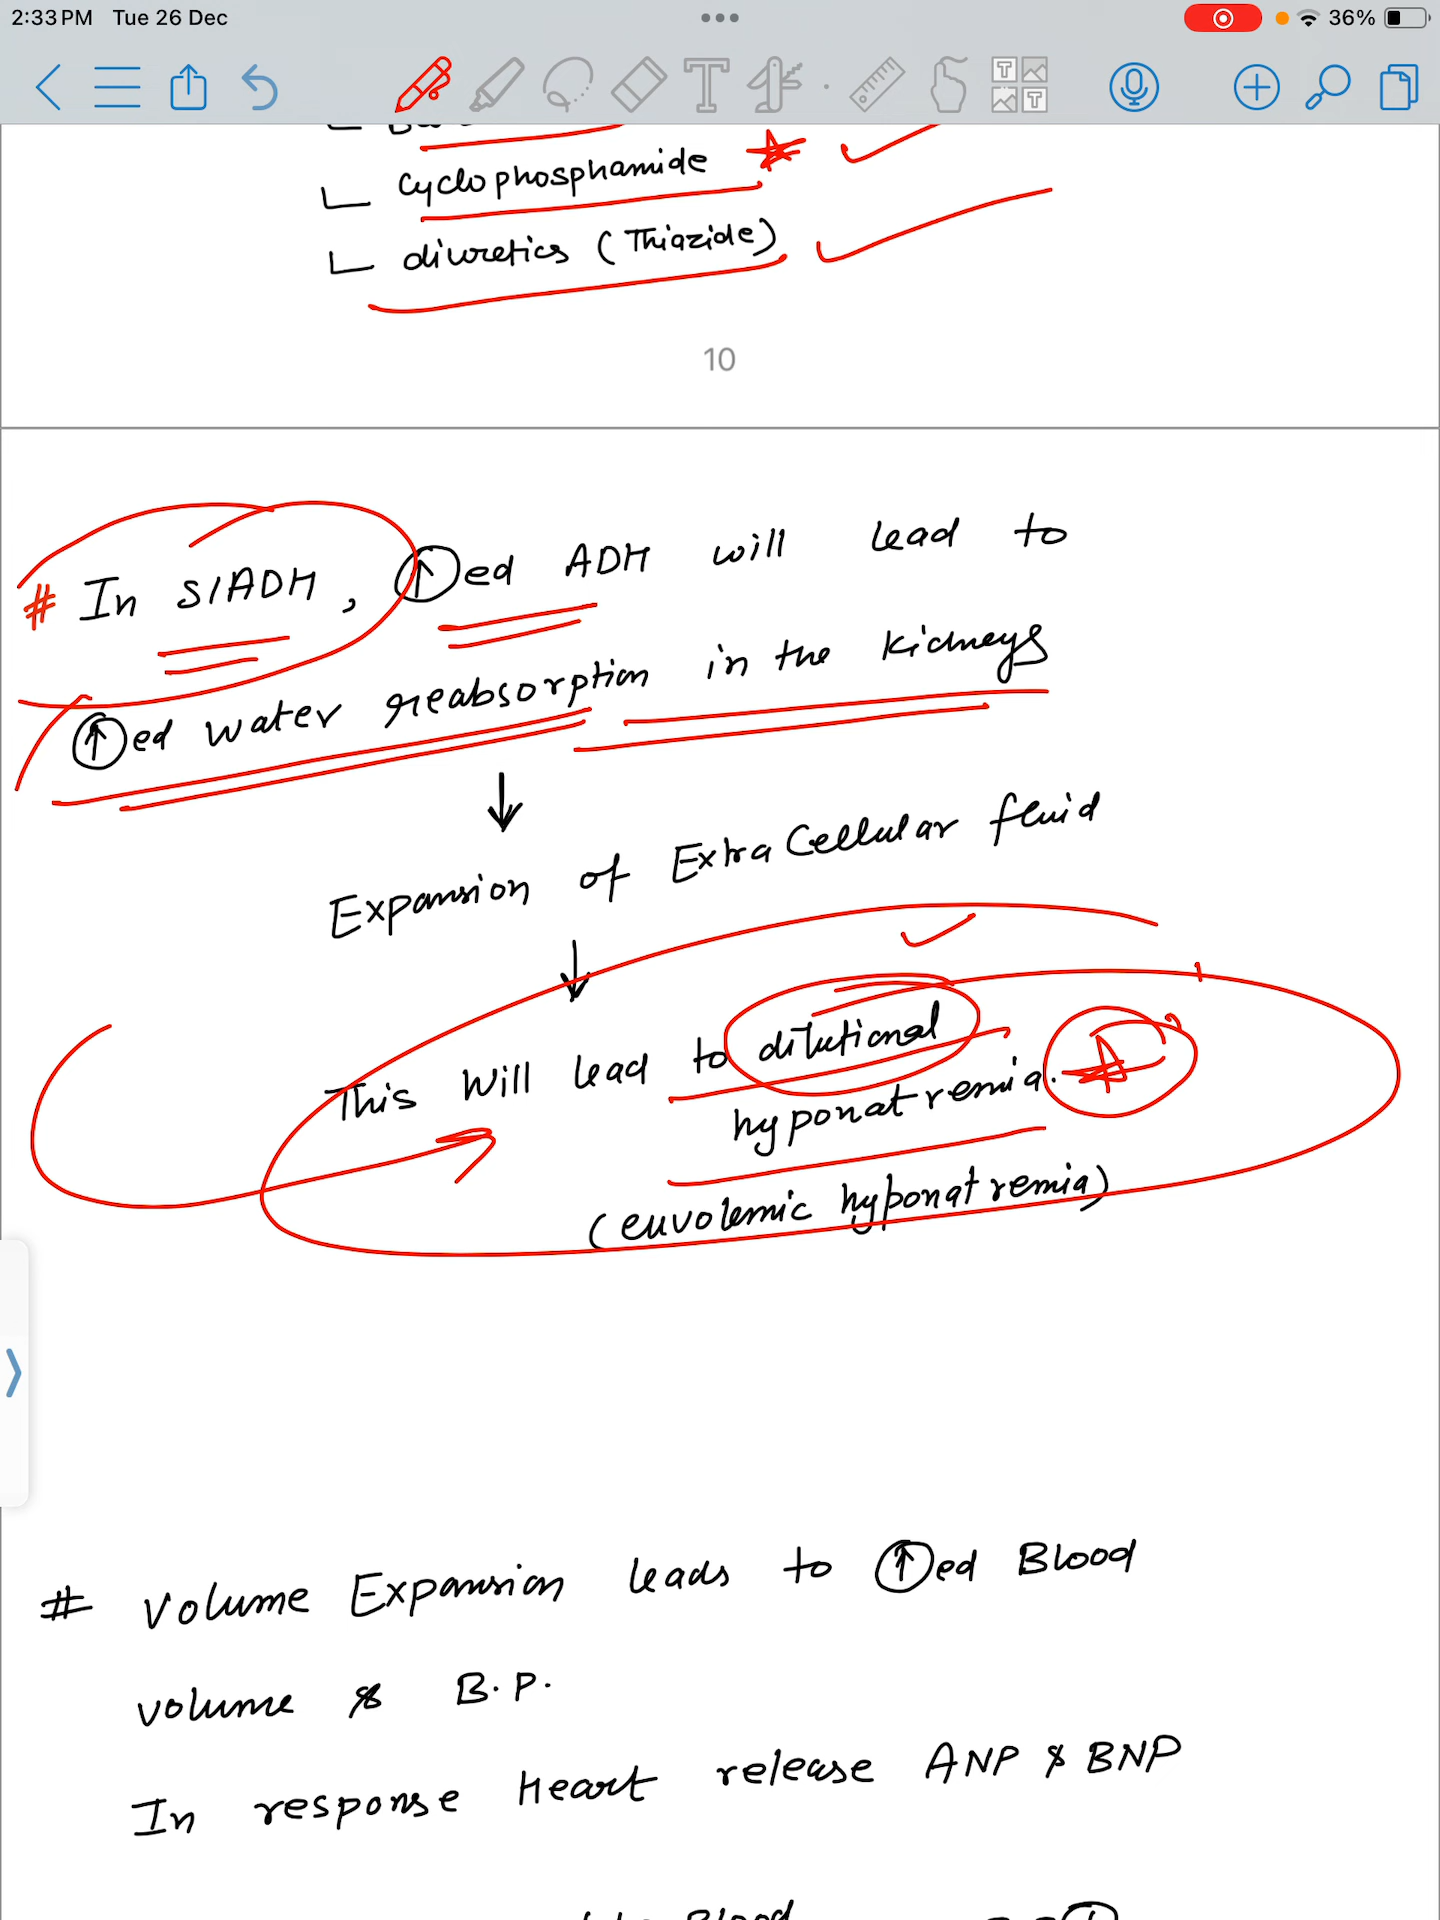 2:33 PM Tue 26 Dec
36%
Cyclophosphamide
diuretics (Thiazide)
10
# In SIADH, ↑ed ADH will lead to
↑ed water reabsorption in the kidneys
↓
Expansion of Extra Cellular fluid
↓
This will lead to dilutional
hyponatremia.
(euvolemic hyponatremia)
# Volume Expansion leads to ↑ed Blood
volume & B.P.
In response Heart release ANP & BNP
Blood